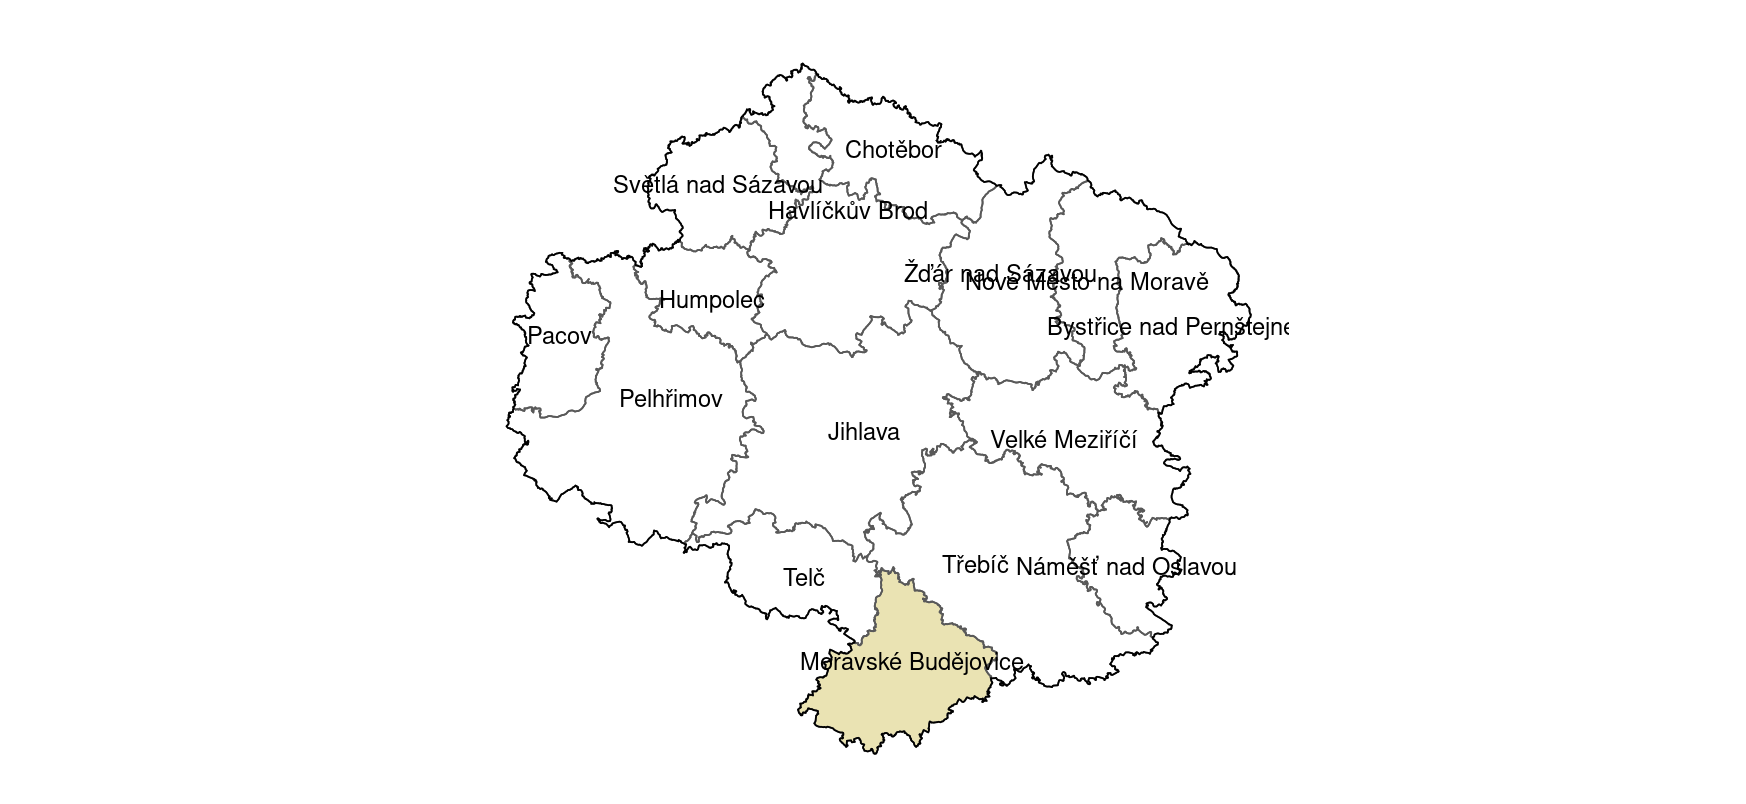 Chotěboř
Světlá nad Sázavou
Havlíčkův Brod
Žďár nad Sázavou
Nové Město na Moravě
Humpolec
Bystřice nad Pernštejne
Pacov
Pelhřimov
Jihlava
Velké Meziříčí
Třebíč
Náměšť nad Oslavou
Telč
Moravské Budějovice